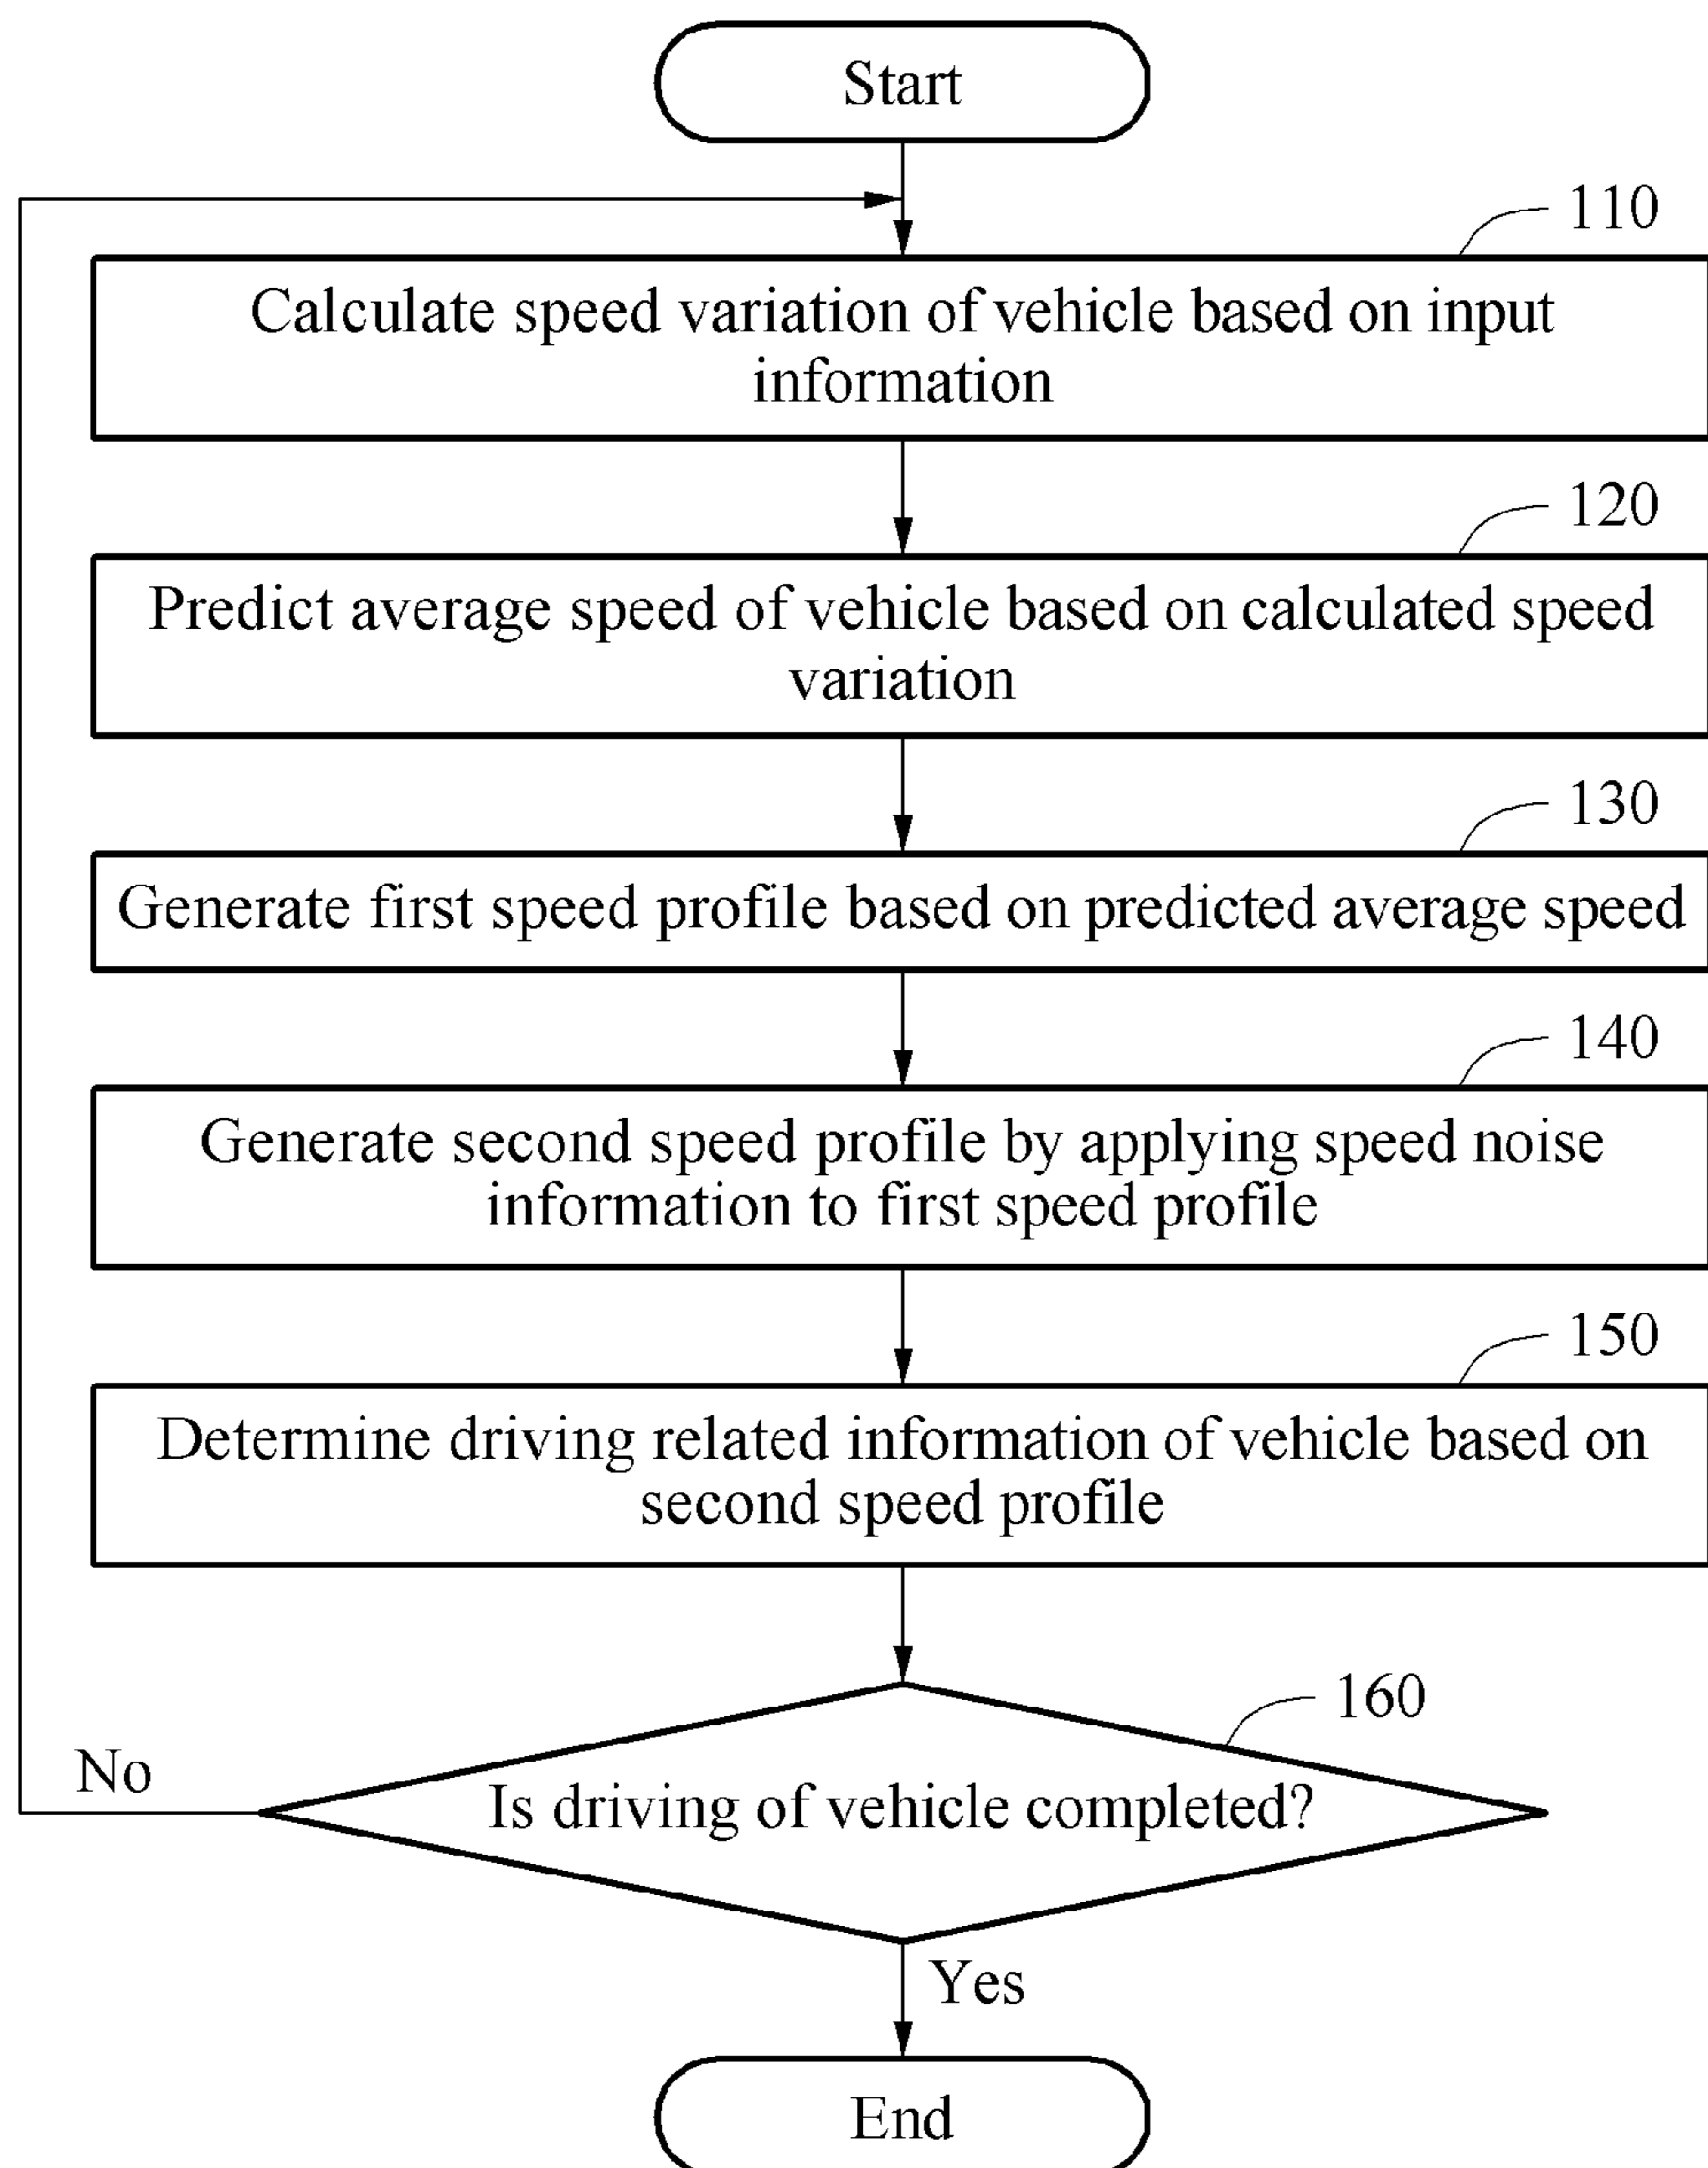 Start
110
Calculate speed variation of vehicle based on input
information
120
Predict average speed of vehicle based on calculated speed
variation
130
Generate first speed profile based on predicted average speed
140
Generate second speed profile by applying speed noise
information to first speed profile
150
Determine driving related information of vehicle based on
second speed profile
160
No
Is driving of vehicle completed?
Yes
End